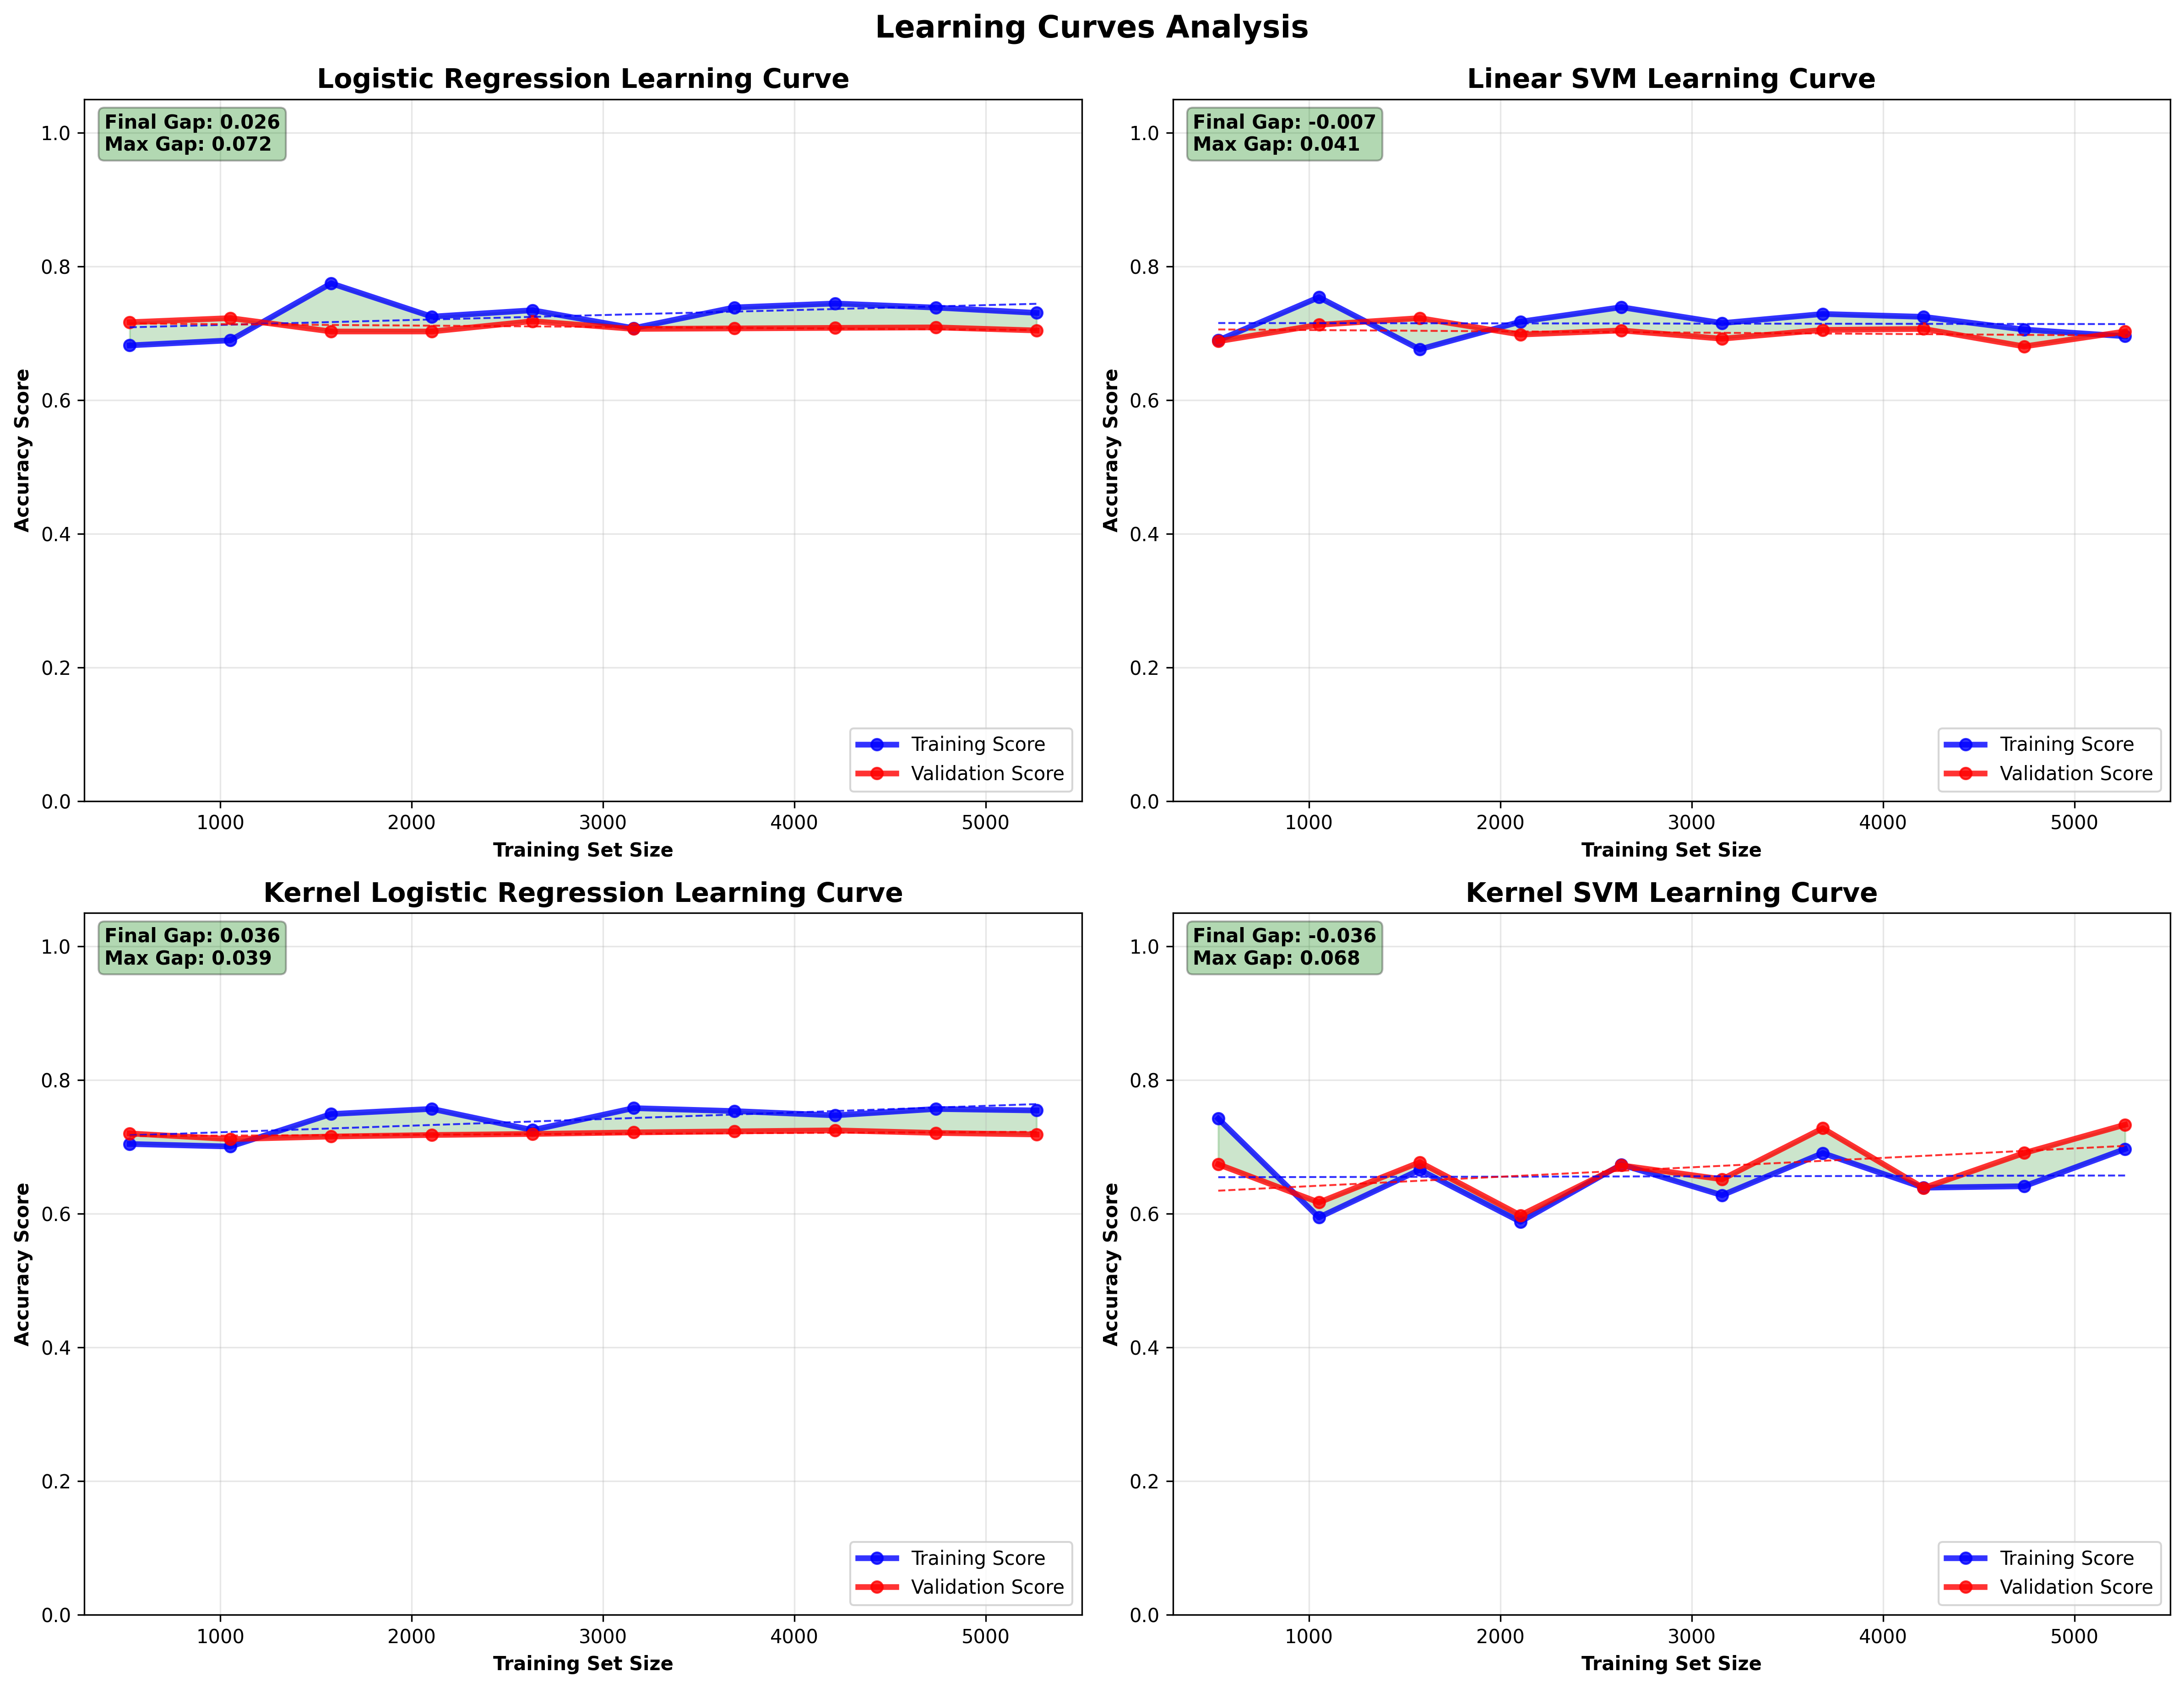 Learning Curves Analysis
Logistic Regression Learning Curve
Final Gap: 0.026
Max Gap: 0.072
1.0
0.8
0.6
0.4
0.2
0.0
Accuracy Score
1000 2000 3000 4000 5000
Training Set Size
Training Score
Validation Score
Linear SVM Learning Curve
Final Gap: -0.007
Max Gap: 0.041
1.0
0.8
0.6
0.4
0.2
0.0
Accuracy Score
1000 2000 3000 4000 5000
Training Set Size
Training Score
Validation Score
Kernel Logistic Regression Learning Curve
Final Gap: 0.036
Max Gap: 0.039
1.0
0.8
0.6
0.4
0.2
0.0
Accuracy Score
1000 2000 3000 4000 5000
Training Set Size
Training Score
Validation Score
Kernel SVM Learning Curve
Final Gap: -0.036
Max Gap: 0.068
1.0
0.8
0.6
0.4
0.2
0.0
Accuracy Score
1000 2000 3000 4000 5000
Training Set Size
Training Score
Validation Score